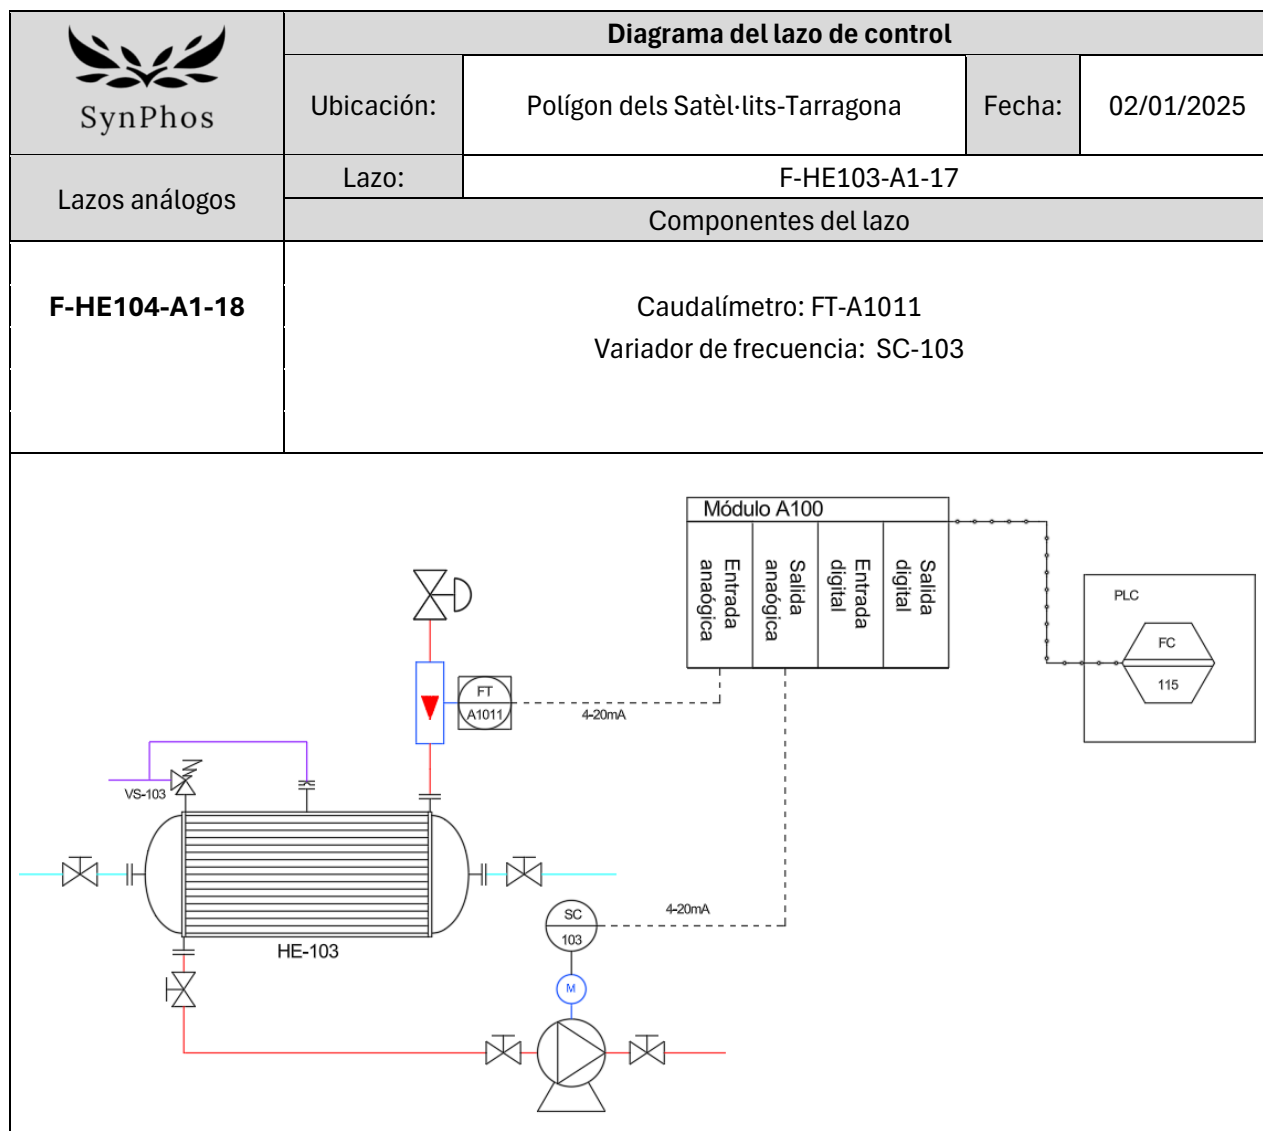 SynPhos
Diagrama del lazo de control
Ubicación:
Polígon dels Satèl·lits-Tarragona
Fecha:
02/01/2025
Lazos análogos
Lazo:
F-HE103-A1-17
Componentes del lazo
F-HE104-A1-18
Caudalímetro: FT-A1011
Variador de frecuencia: SC-103
Módulo A100
Entrada
anaógica
Salida
anaógica
Entrada
digital
Salida
digital
PLC
FC
115
FT
A1011
4-20mA
VS-103
HE-103
SC
103
4-20mA
M